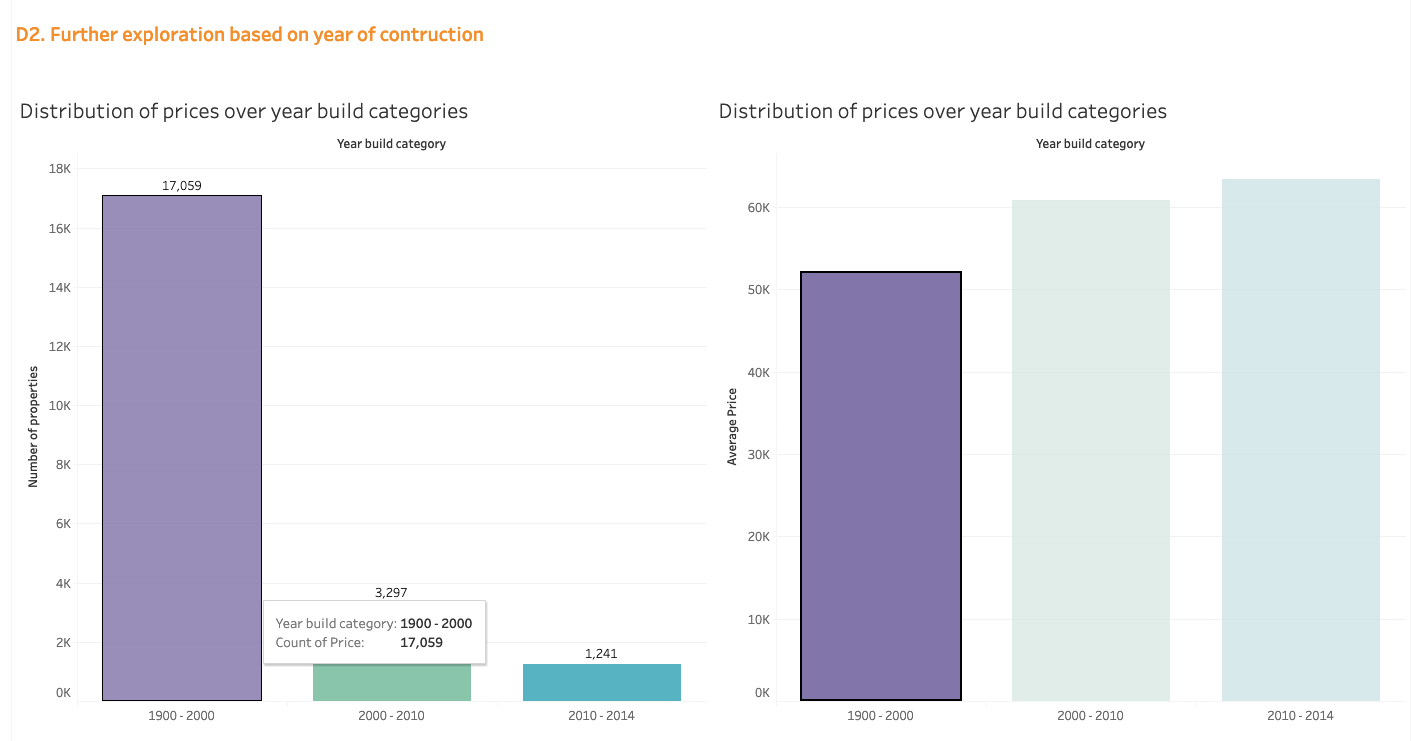 D2. Further exploration based on year of contruction
Distribution of prices over year build categories
Year build category
18K
16K
14K
12K
10K
8K
6K
4K
2K
0K
Number of properties
17,059
3,297
1,241
Year build category: 1900 - 2000
Count of Price: 17,059
1900 - 2000
2000 - 2010
2010 - 2014
Distribution of prices over year build categories
Year build category
60K
50K
40K
30K
20K
10K
0K
Average Price
1900 - 2000
2000 - 2010
2010 - 2014